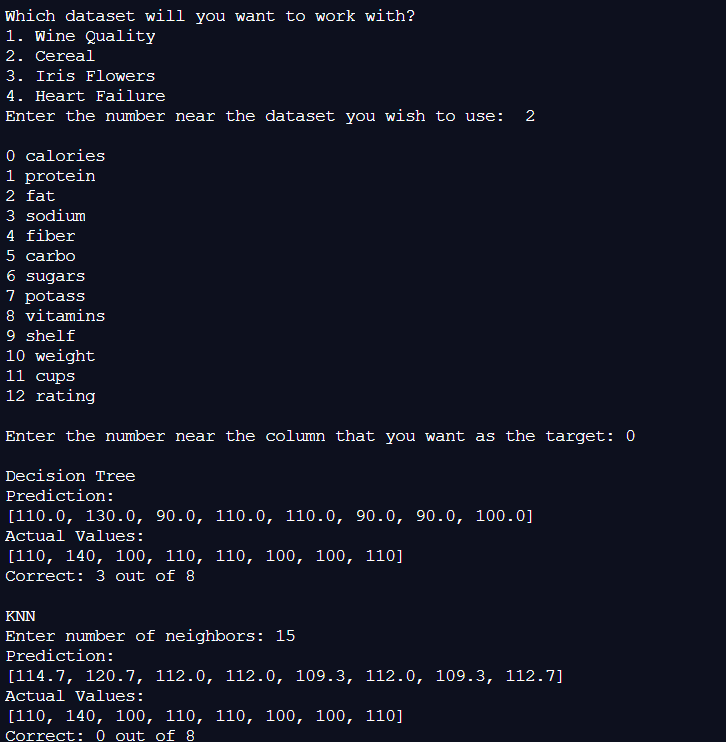 Which dataset will you want to work with?
1. Wine Quality
2. Cereal
3. Iris Flowers
4. Heart Failure
Enter the number near the dataset you wish to use:  2
0 calories
1 protein
2 fat
3 sodium
4 fiber
5 carbo
6 sugars
7 potass
8 vitamins
9 shelf
10 weight
11 cups
12 rating
Enter the number near the column that you want as the target: 0
Decision Tree
Prediction:
[110.0, 130.0, 90.0, 110.0, 110.0, 90.0, 90.0, 100.0]
Actual Values:
[110, 140, 100, 110, 110, 100, 100, 110]
Correct: 3 out of 8
KNN
Enter number of neighbors: 15
Prediction:
[114.7, 120.7, 112.0, 112.0, 109.3, 112.0, 109.3, 112.7]
Actual Values:
[110, 140, 100, 110, 110, 100, 100, 110]
Correct: 0 out of 8